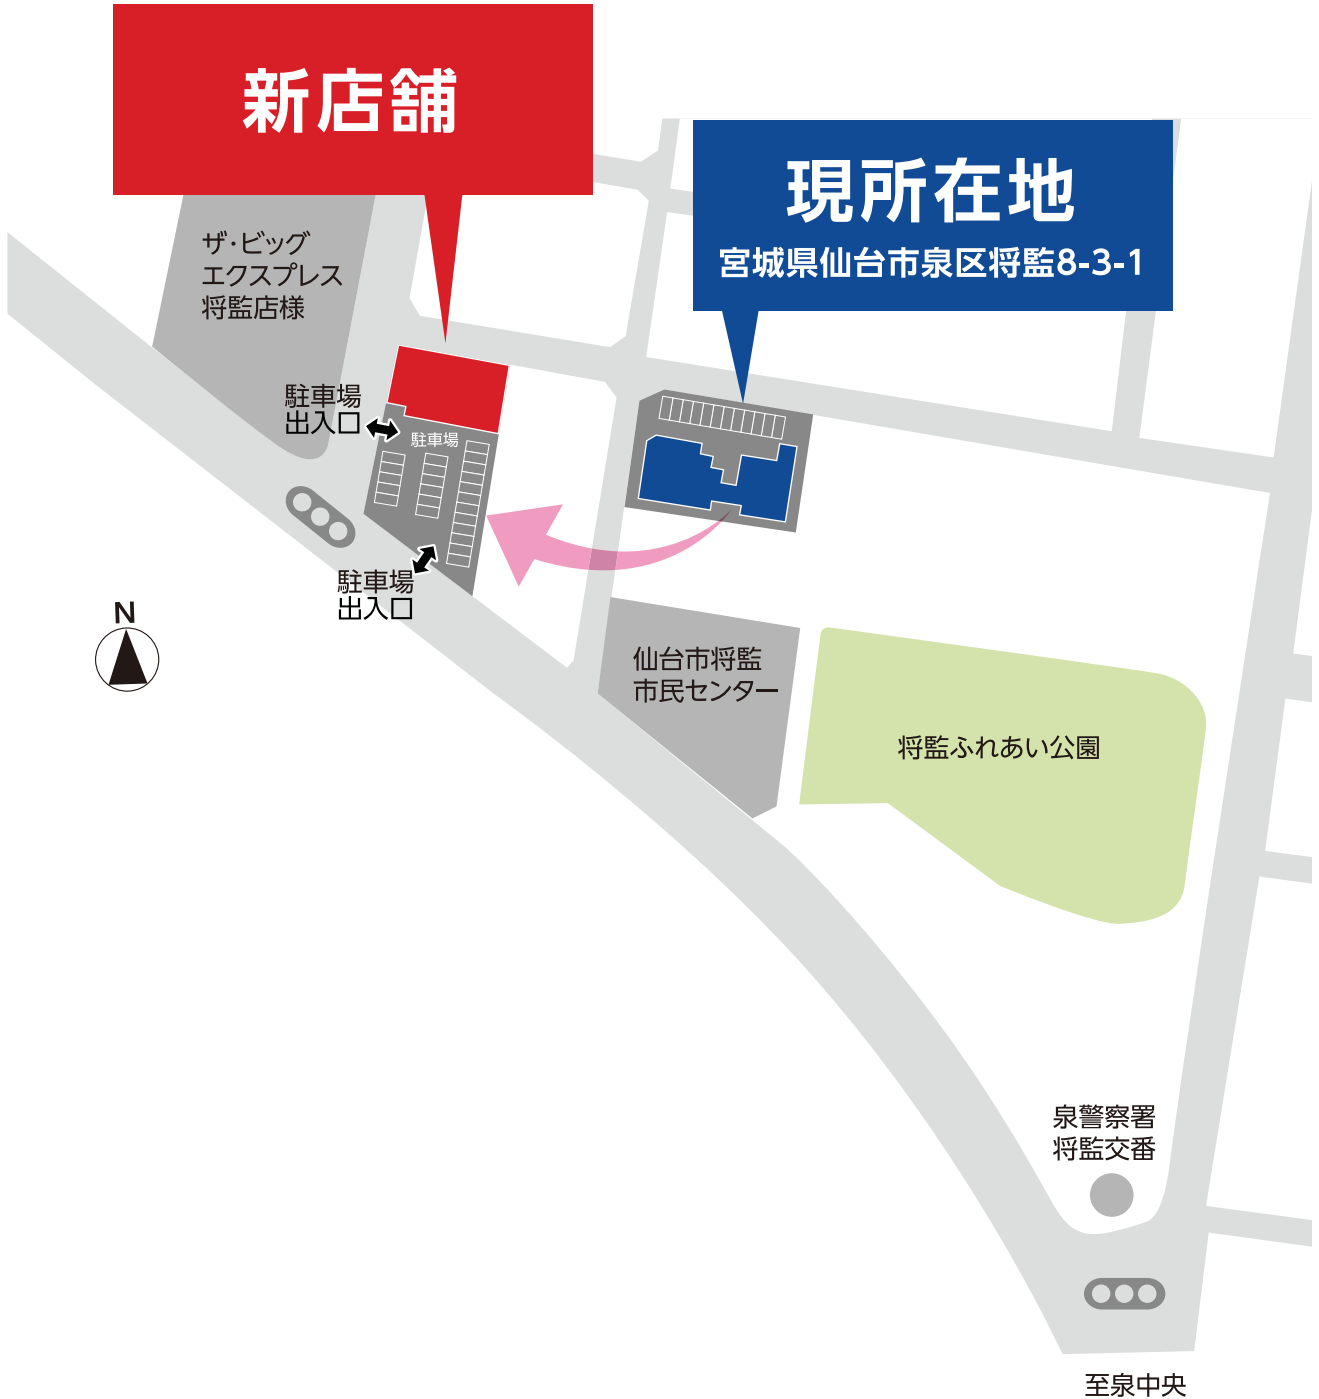 新店舗
現所在地
宮城県仙台市泉区将監8-3-1
ザ・ビッグ
エクスプレス
将監店様
駐車場
出入口
駐車場
駐車場
出入口
N
仙台市将監
市民センター
将監ふれあい公園
泉警察署
将監交番
至泉中央